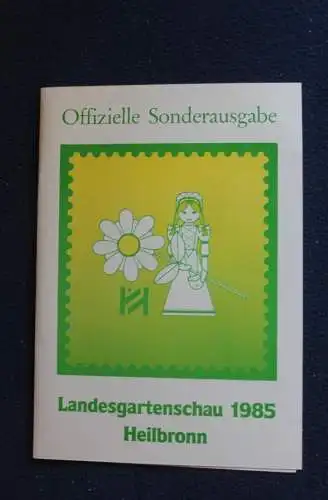 Offizielle Sonderausgabe
Landesgartenschau 1985
Heilbronn